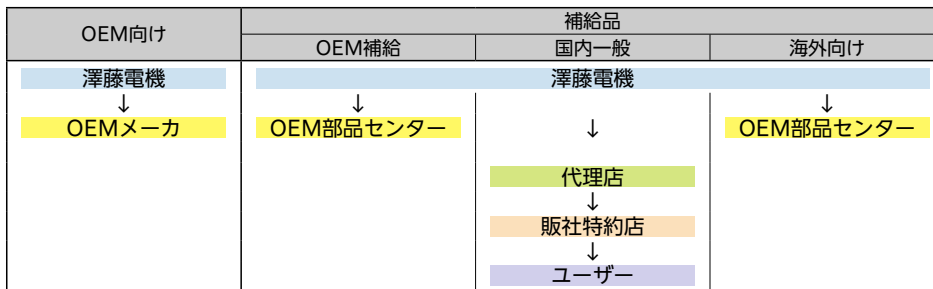 OEM向け 補給品
OEM補給 国内一般 海外向け
澤藤電機 澤藤電機
↓ ↓ ↓
OEMメーカ OEM部品センター ↓ OEM部品センター
代理店
↓
販社特約店
↓
ユーザー